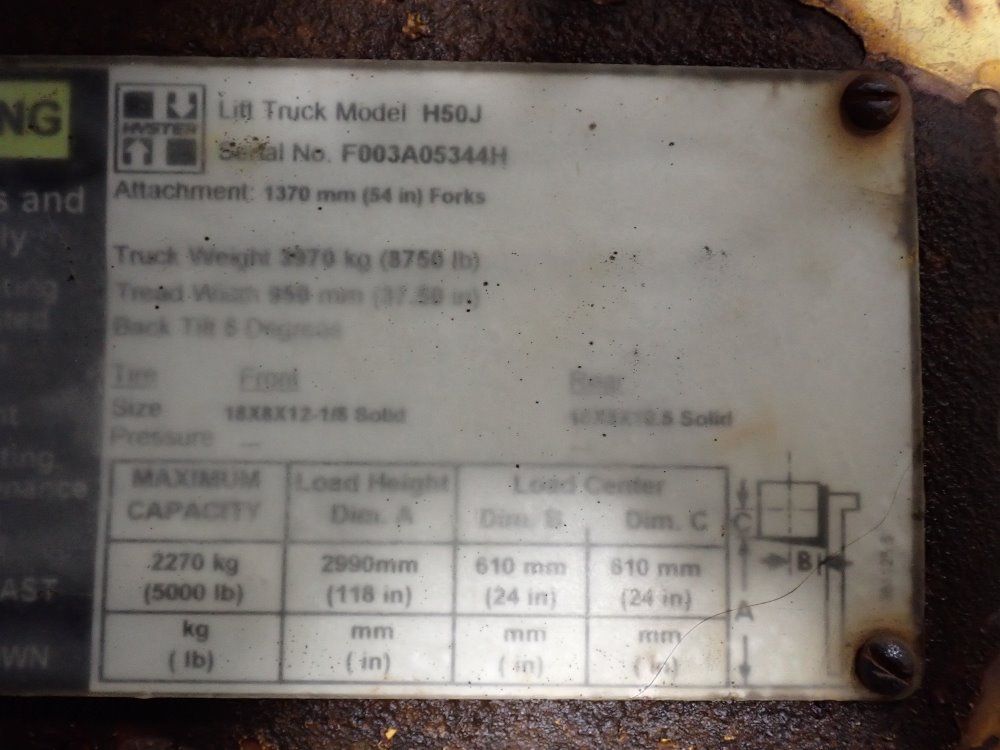 NG
s and
ly
AST
WN
HYSTER
Lift Truck Model H50J
Serial No. F003A05344H
Attachment: 1370 mm (54 in) Forks
Truck Weight 3970 kg (8750 lb)
Tread Width 950 mm (37.50 in)
Back Tilt Degrees
Tire Front Rear
Size 18X8X12-1/8 Solid Solid
Pressure --- ---
MAXIMUM CAPACITY
Load Height Dim. A
Load Center
Dim. B Dim. C
2270 kg 2990mm 610 mm 610 mm
(5000 lb) (118 in) (24 in) (24 in)
kg mm mm mm
( lb) ( in) ( in) ( in)
C
B
A